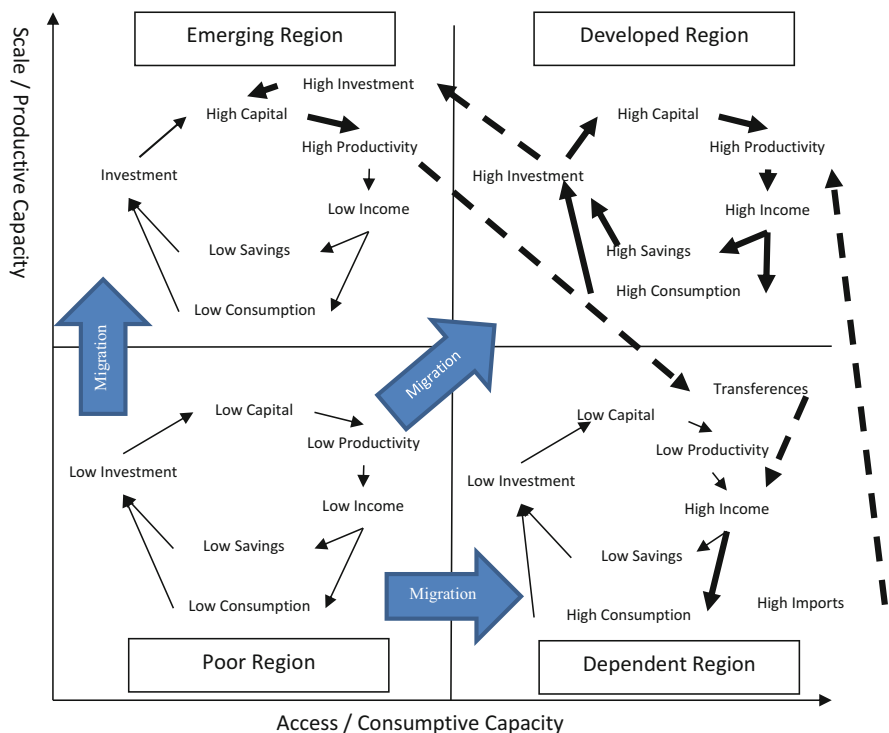 Scale / Productive Capacity
Emerging Region
High Investment
High Capital
High Productivity
Investment
Low Income
Low Savings
Low Consumption
Developed Region
High Capital
High Productivity
High Investment
High Income
High Savings
High Consumption
Migration
Migration
Low Capital
Low Productivity
Low Investment
Low Income
Low Savings
Low Consumption
Poor Region
Migration
Transferences
Low Capital
Low Productivity
Low Investment
High Income
Low Savings
High Consumption
High Imports
Dependent Region
Access / Consumptive Capacity